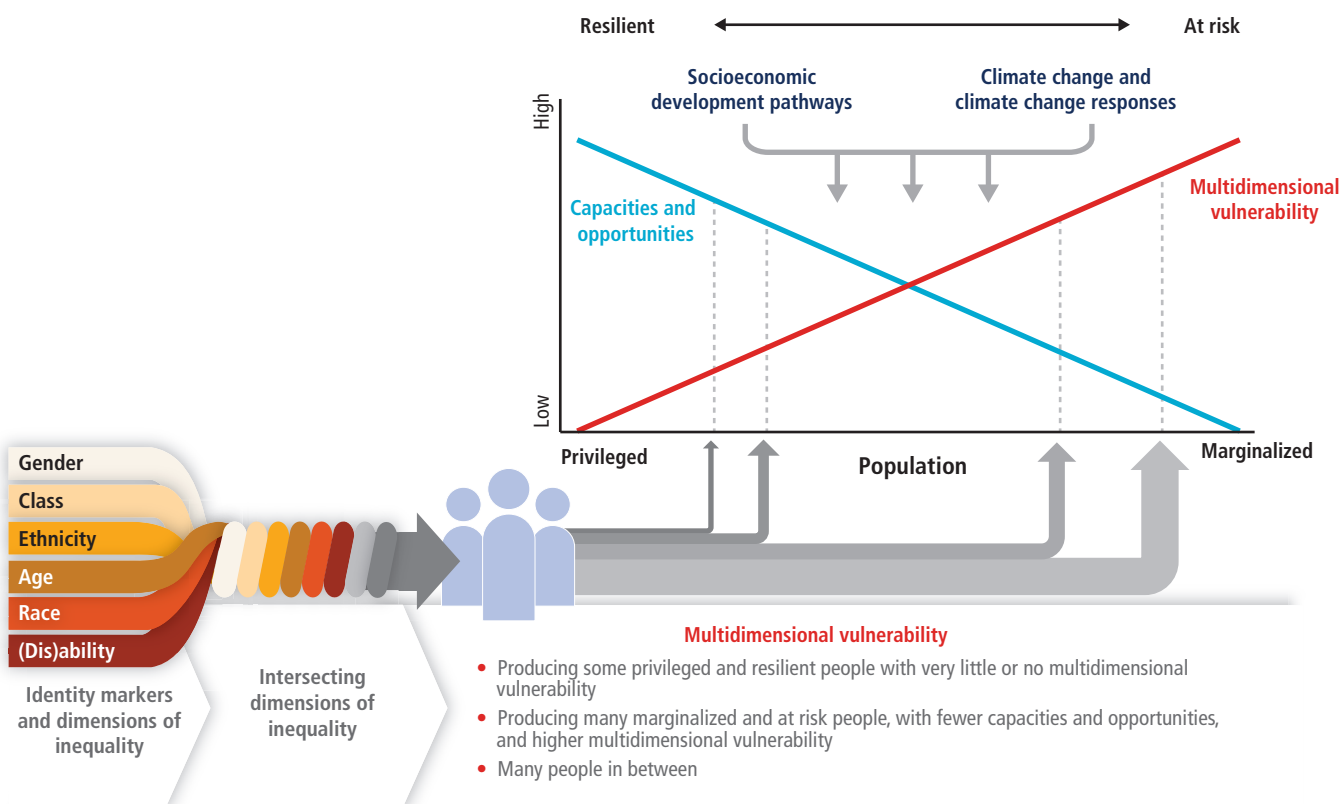 Resilient
At risk
Socioeconomic
development pathways
Climate change and
climate change responses
High
Low
Capacities and
opportunities
Multidimensional
vulnerability
Privileged
Population
Marginalized
Gender
Class
Ethnicity
Age
Race
(Dis)ability
Identity markers
and dimensions of
inequality
Intersecting
dimensions of
inequality
Multidimensional vulnerability
• Producing some privileged and resilient people with very little or no multidimensional
vulnerability
• Producing many marginalized and at risk people, with fewer capacities and opportunities,
and higher multidimensional vulnerability
• Many people in between